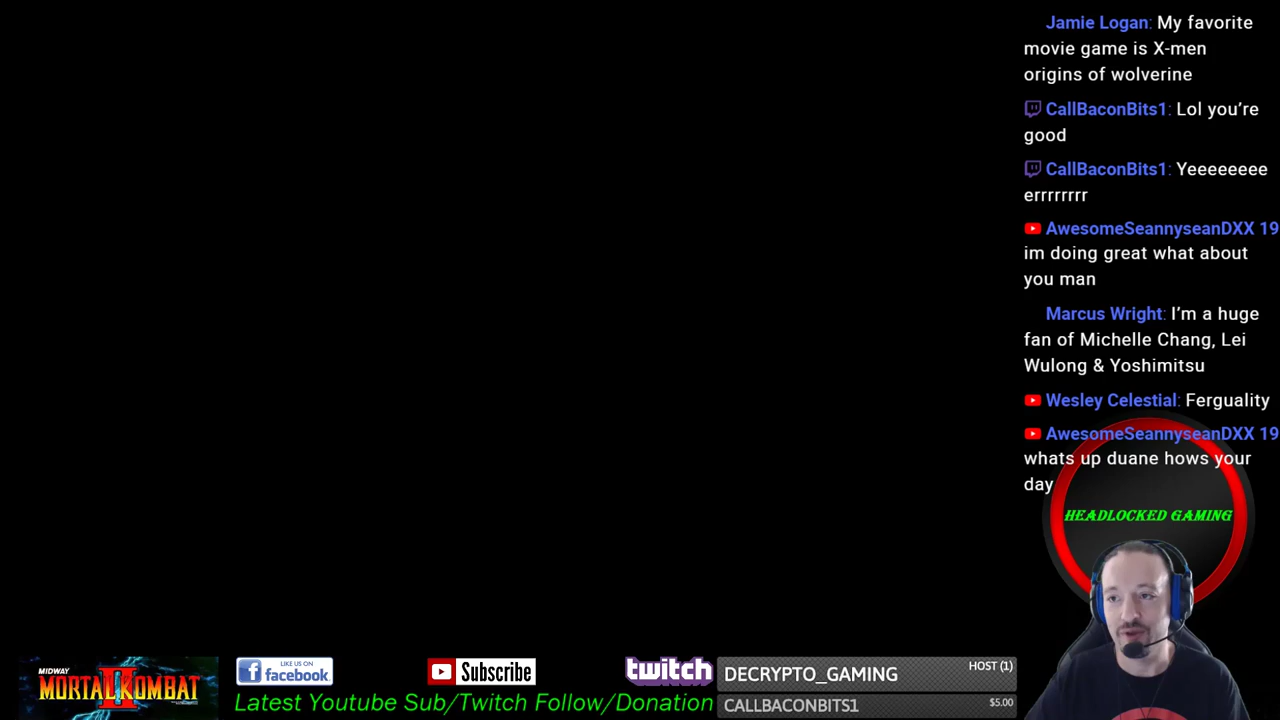 Jamie Logan: My favorite
movie game is X-men
origins of wolverine
CallBaconBits1: Lol you’re
good
CallBaconBits1: Yeeeeeeee
errrrrrrr
AwesomeSeannyseanDXX 19
im doing great what about
you man
Marcus Wright: I’m a huge
fan of Michelle Chang, Lei
Wulong & Yoshimitsu
Wesley Celestial: Ferguality
AwesomeSeannyseanDXX 19
whats up duane hows your
day
HEADLOCKED GAMING
MIDWAY
MORTAL KOMBAT
II
LIKE US ON
facebook
Subscribe
twitch
DECRYPTO_GAMING
HOST (1)
Latest Youtube Sub/Twitch Follow/Donation
CALLBACONBITS1
$5.00